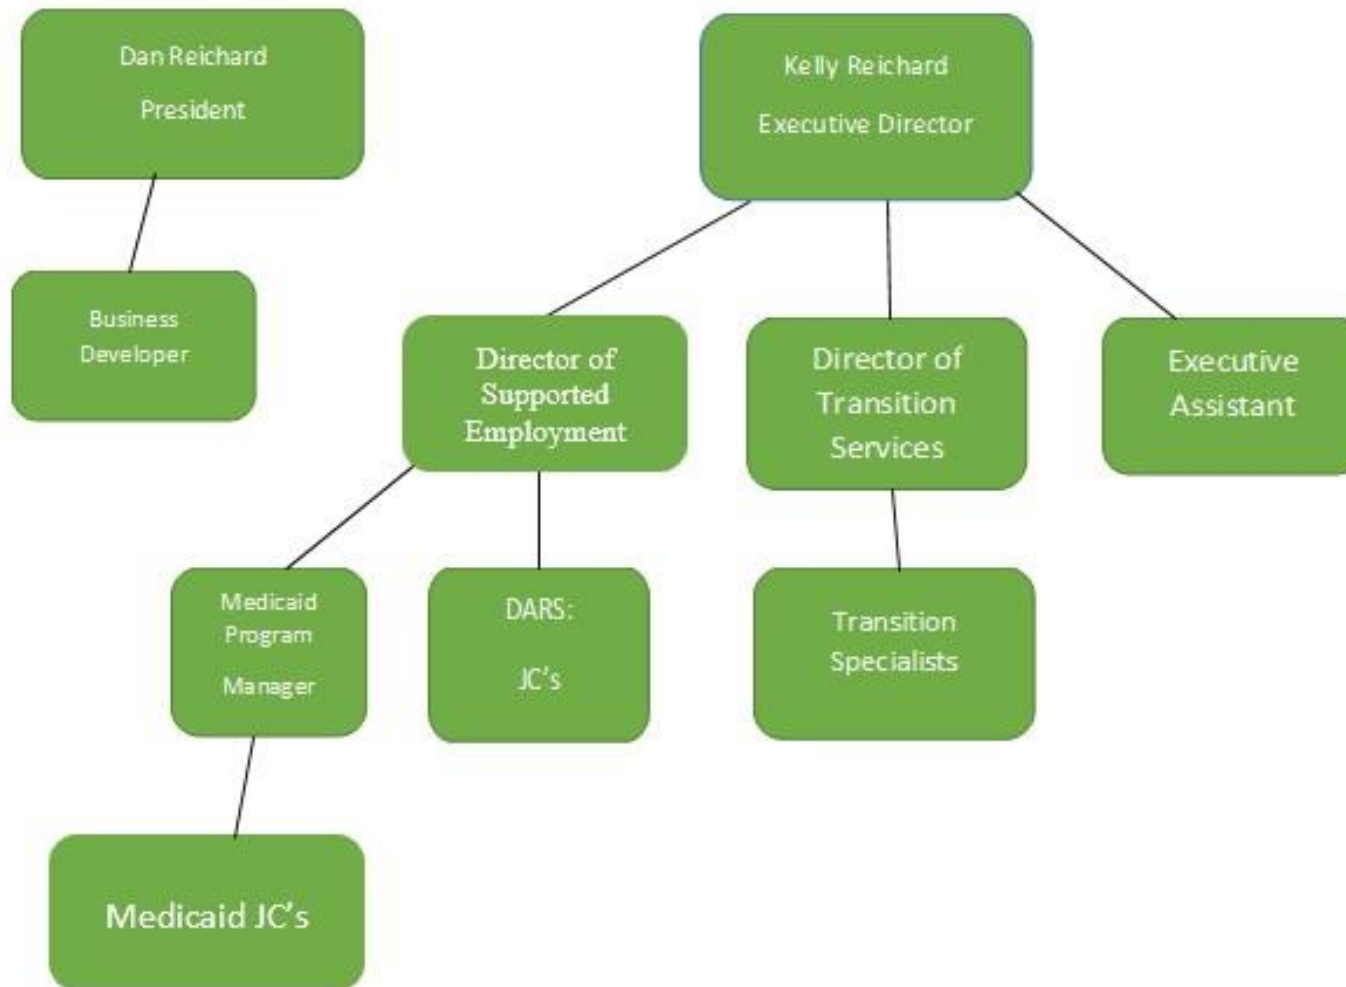 Dan Reichard
President
Kelly Reichard
Executive Director
Business
Developer
Director of
Supported
Employment
Director of
Transition
Services
Executive
Assistant
Medicaid
Program
Manager
DARS:
JC’s
Transition
Specialists
Medicaid JC’s